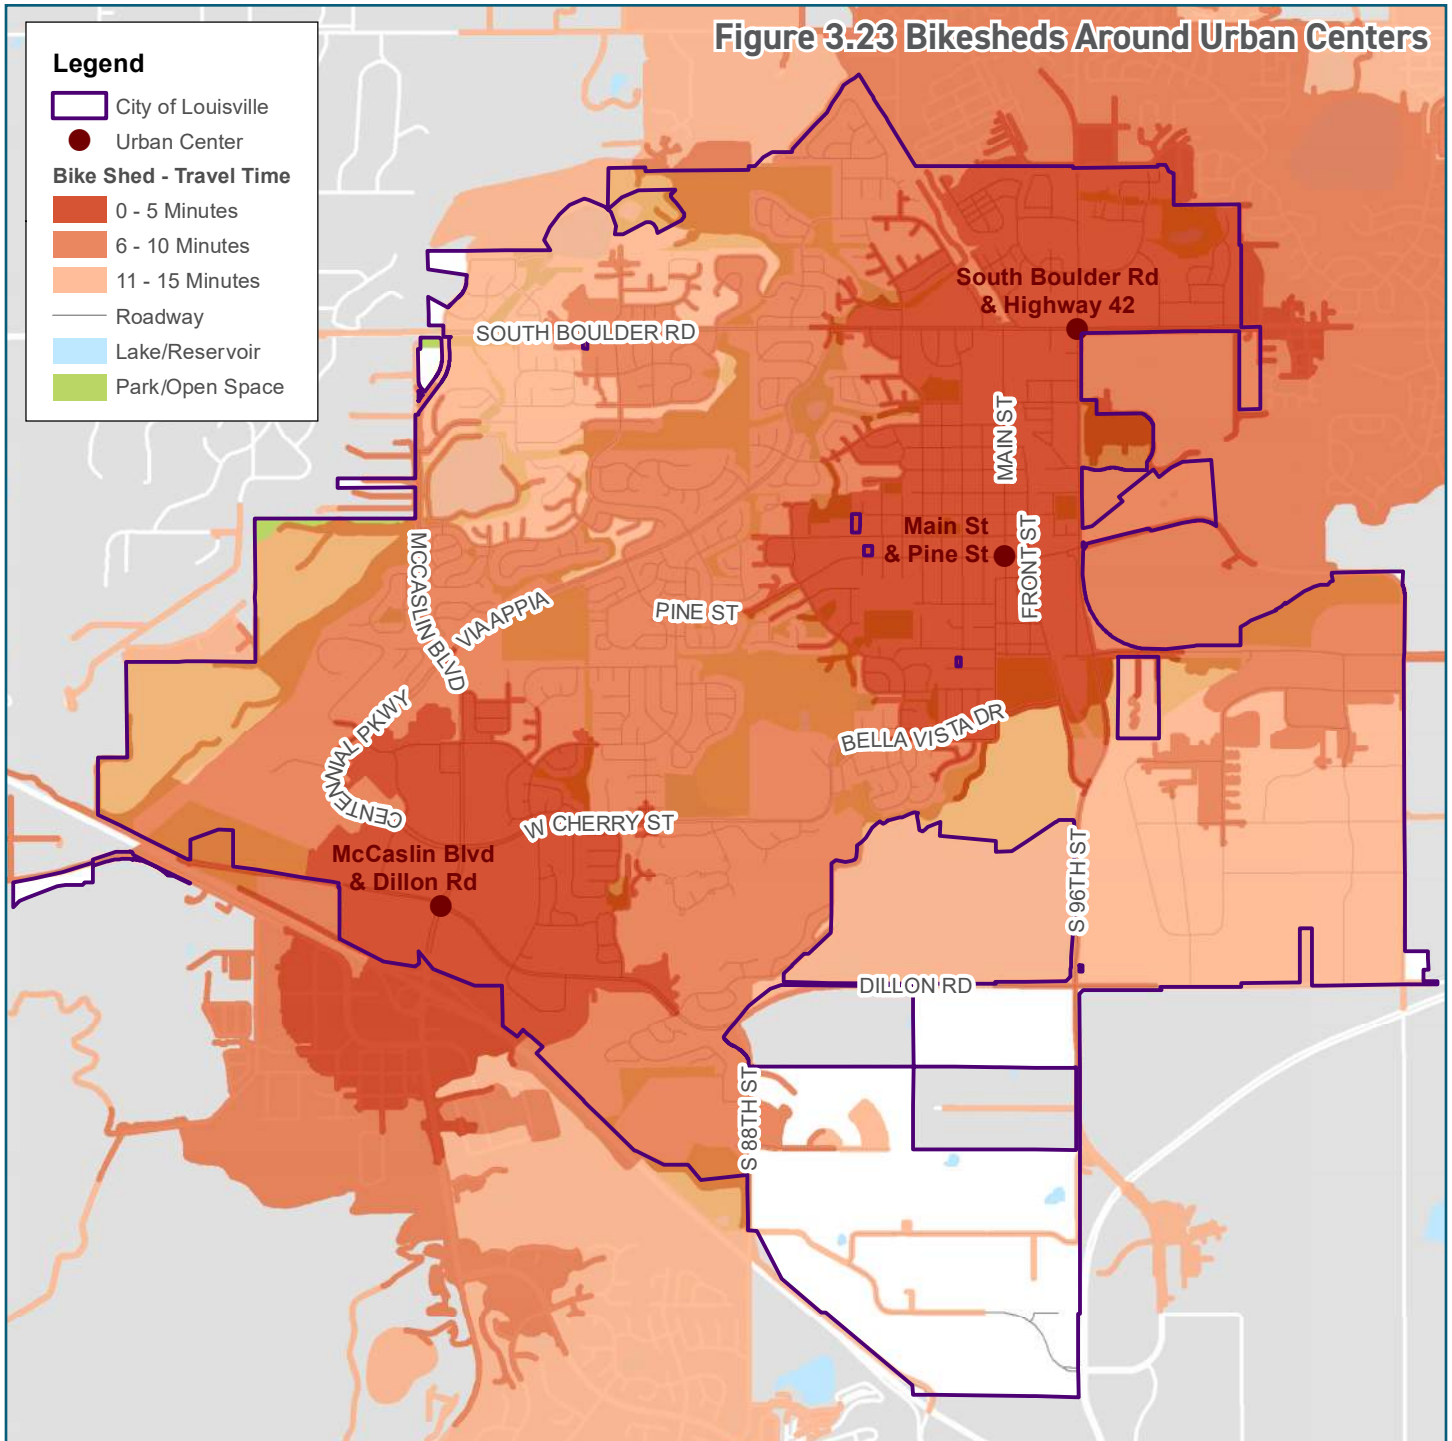 Figure 3.23 Bikesheds Around Urban Centers
Legend
City of Louisville
Urban Center
Bike Shed - Travel Time
0 - 5 Minutes
6 - 10 Minutes
11 - 15 Minutes
Roadway
Lake/Reservoir
Park/Open Space
South Boulder Rd
& Highway 42
SOUTH BOULDER RD
MAIN ST
Main St
& Pine St
FRONT ST
MCCASLIN BLVD
VIA APPIA
PINE ST
CENTENNIAL PKWY
BELLA VISTA DR
W CHERRY ST
McCaslin Blvd
& Dillon Rd
S 96TH ST
DILLON RD
S 88TH ST